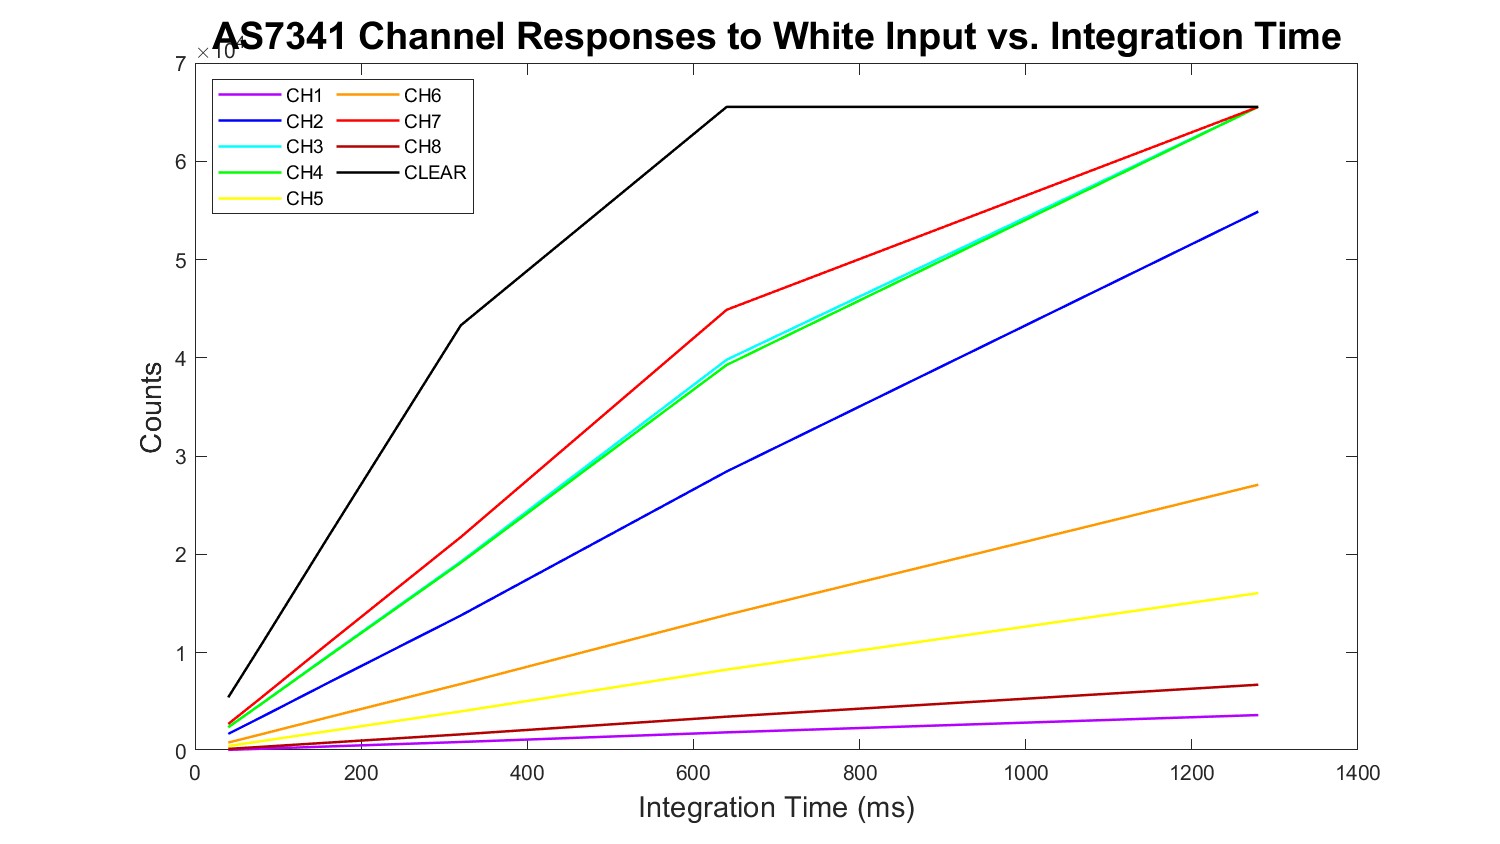 AS7341 Channel Responses to White Input vs. Integration Time
×10⁴
7
6
5
4
3
2
1
0
Counts
CH1
CH2
CH3
CH4
CH5
CH6
CH7
CH8
CLEAR
0 200 400 600 800 1000 1200 1400
Integration Time (ms)